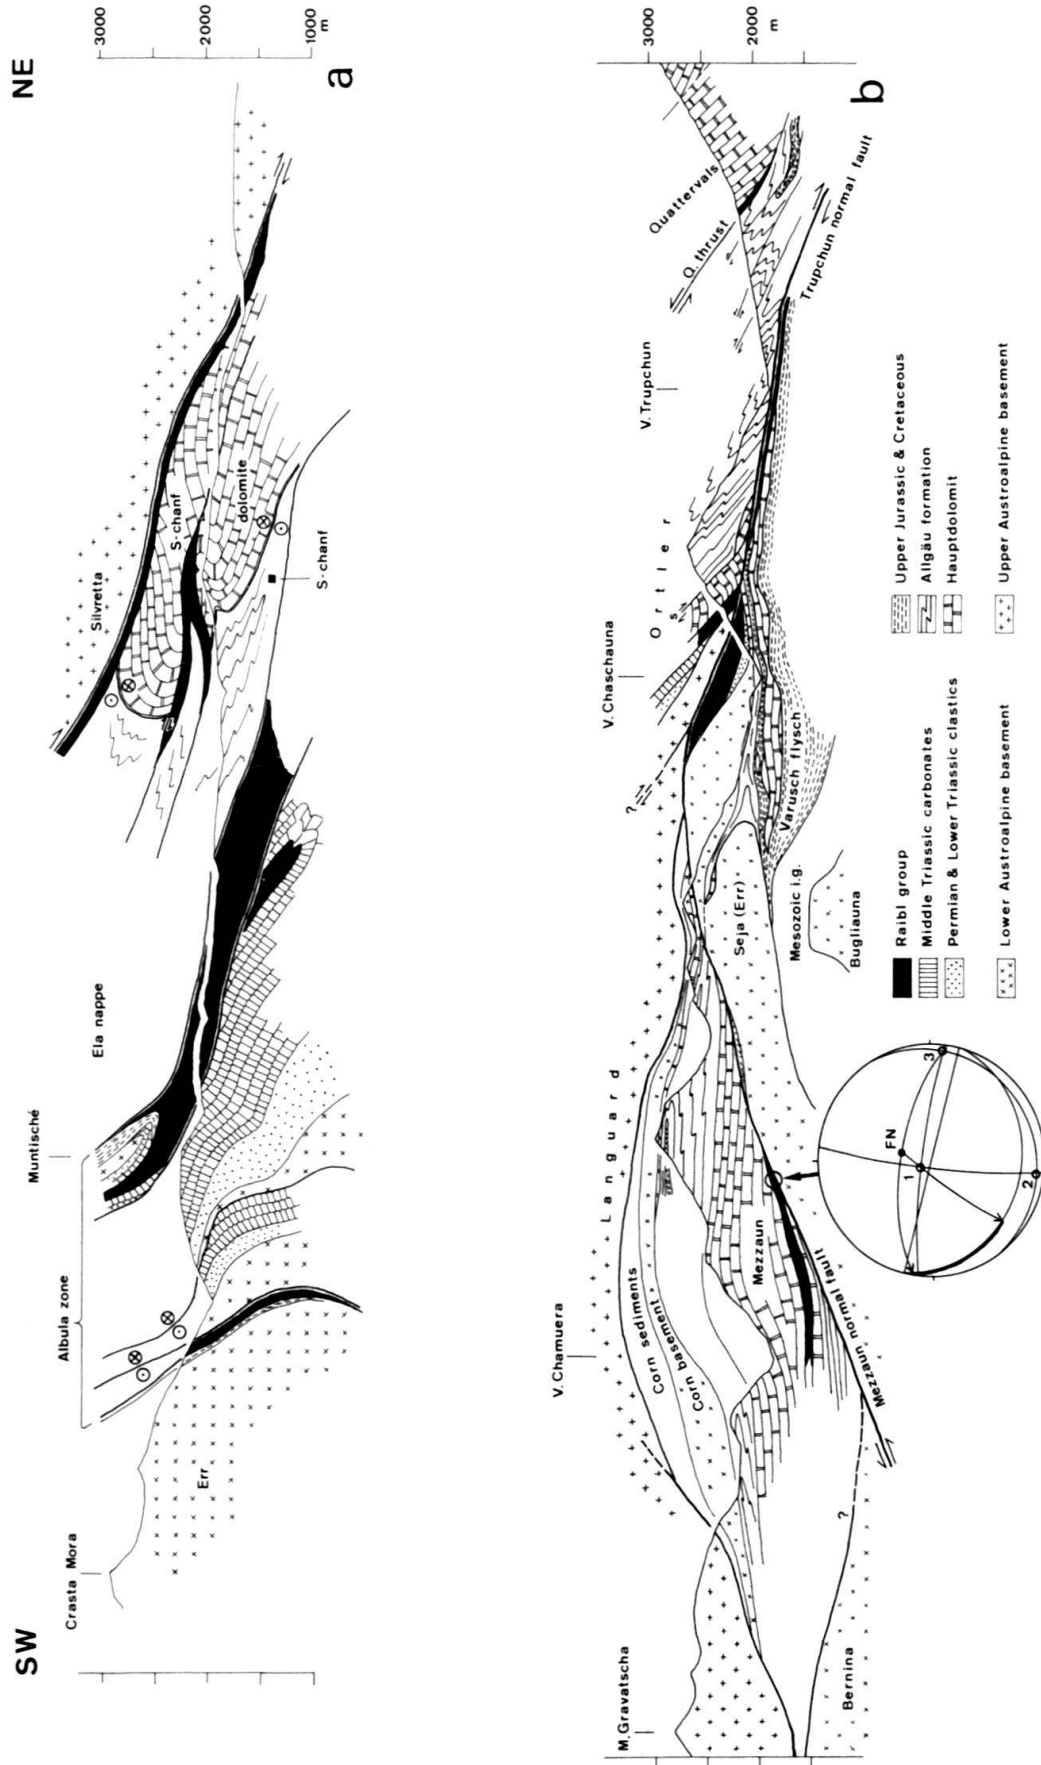 SW
NE
3000
2000
1000
m
a
Crasta Mora
Albula zone
Muntische
Ela nappe
Silvretta
S-chanf
dolomite
S-chanf
Err
3000
2000
m
b
M.Gravatscha
V.Chamuera
V.Chaschauna
V.Trupchun
Languard
Ortler
s
Quattervals
Q. thrust
Trupchun normal fault
Corn sediments
Corn basement
Mezzaun
Mezzaun normal fault
Seja (Err)
Varusch flysch
Mesozoic i.g.
Bugliauna
Bernina
?
?
FN
1
2
3
Raibl group
Middle Triassic carbonates
Permian & Lower Triassic clastics
Lower Austroalpine basement
Upper Jurassic & Cretaceous
Allgäu formation
Hauptdolomit
Upper Austroalpine basement